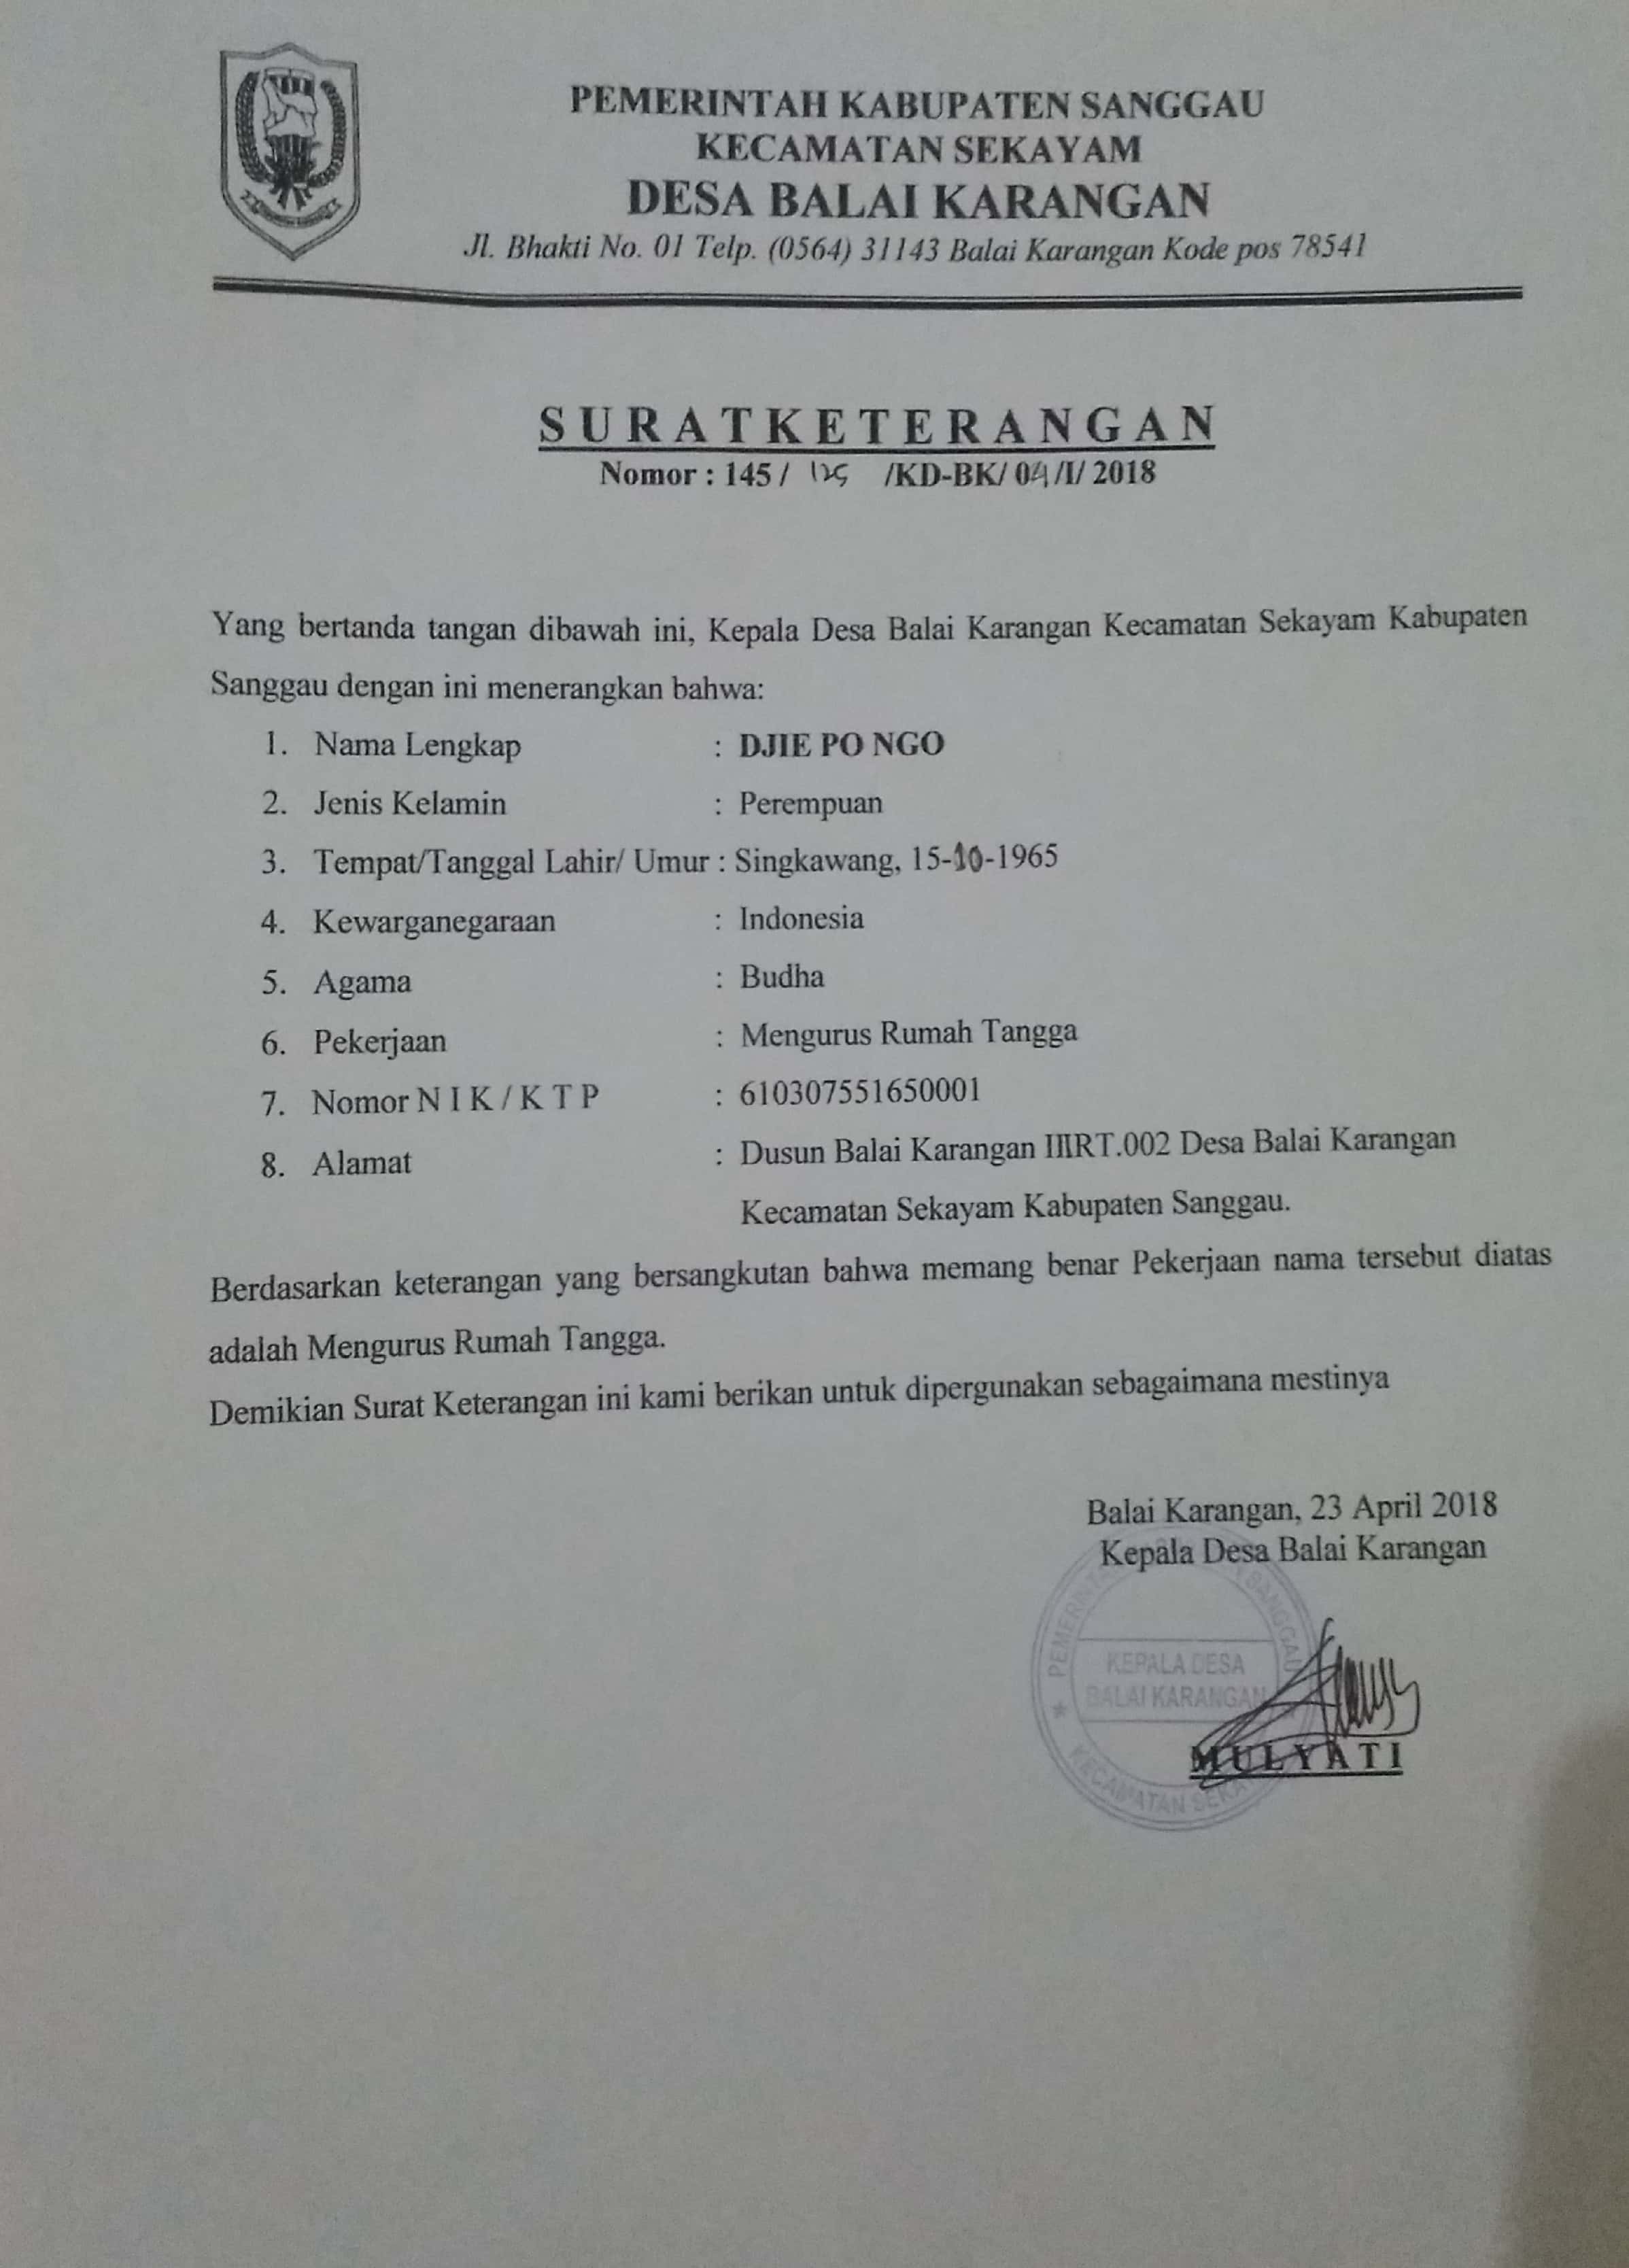 PEMERINTAH KABUPATEN SANGGAU
KECAMATAN SEKAYAM
DESA BALAI KARANGAN
Jl. Bhakti No. 01 Telp. (0564) 31143 Balai Karangan Kode pos 78541
S U R A T K E T E R A N G A N
Nomor : 145 / 125 /KD-BK/ 04 /I/ 2018
Yang bertanda tangan dibawah ini, Kepala Desa Balai Karangan Kecamatan Sekayam Kabupaten
Sanggau dengan ini menerangkan bahwa:
1. Nama Lengkap : DJIE PO NGO
2. Jenis Kelamin : Perempuan
3. Tempat/Tanggal Lahir/ Umur : Singkawang, 15-10-1965
4. Kewarganegaraan : Indonesia
5. Agama : Budha
6. Pekerjaan : Mengurus Rumah Tangga
7. Nomor N I K / K T P : 610307551650001
8. Alamat : Dusun Balai Karangan IIIRT.002 Desa Balai Karangan
Kecamatan Sekayam Kabupaten Sanggau.
Berdasarkan keterangan yang bersangkutan bahwa memang benar Pekerjaan nama tersebut diatas
adalah Mengurus Rumah Tangga.
Demikian Surat Keterangan ini kami berikan untuk dipergunakan sebagaimana mestinya
Balai Karangan, 23 April 2018
Kepala Desa Balai Karangan
SANGGAU
KEPALA DESA
BALAI KARANGAN
KECAMATAN
M U L Y A T I